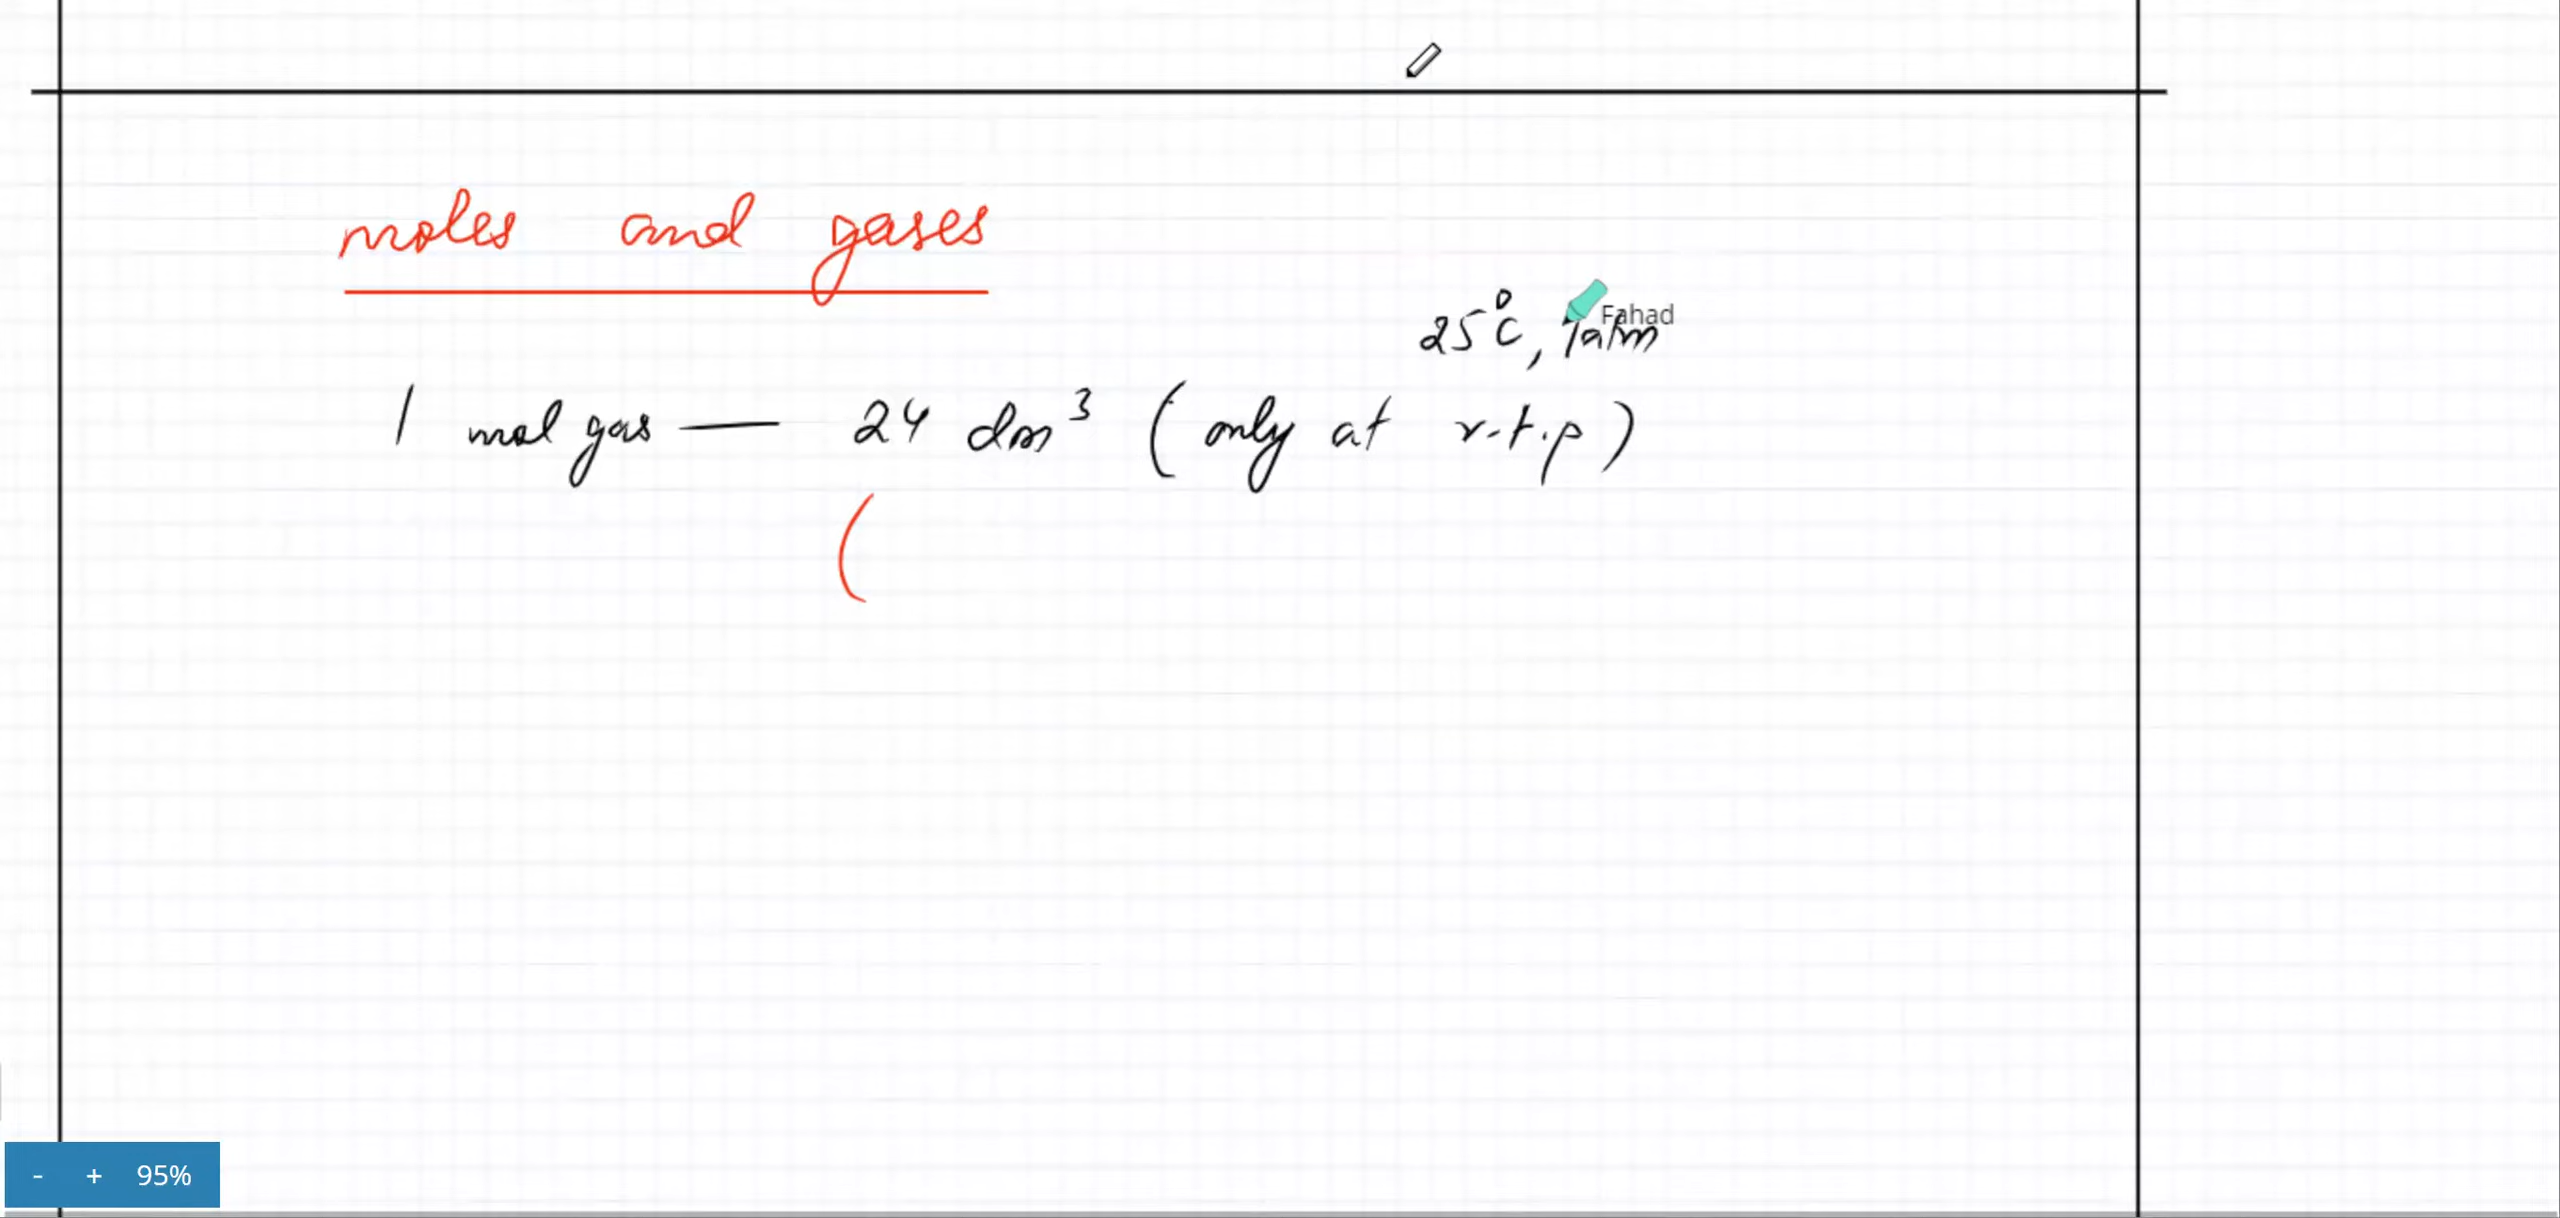 moles and gases
25°C, 1atm
Fahad
1 mol gas — 24 dm³ (only at r.t.p)
(
- + 95%